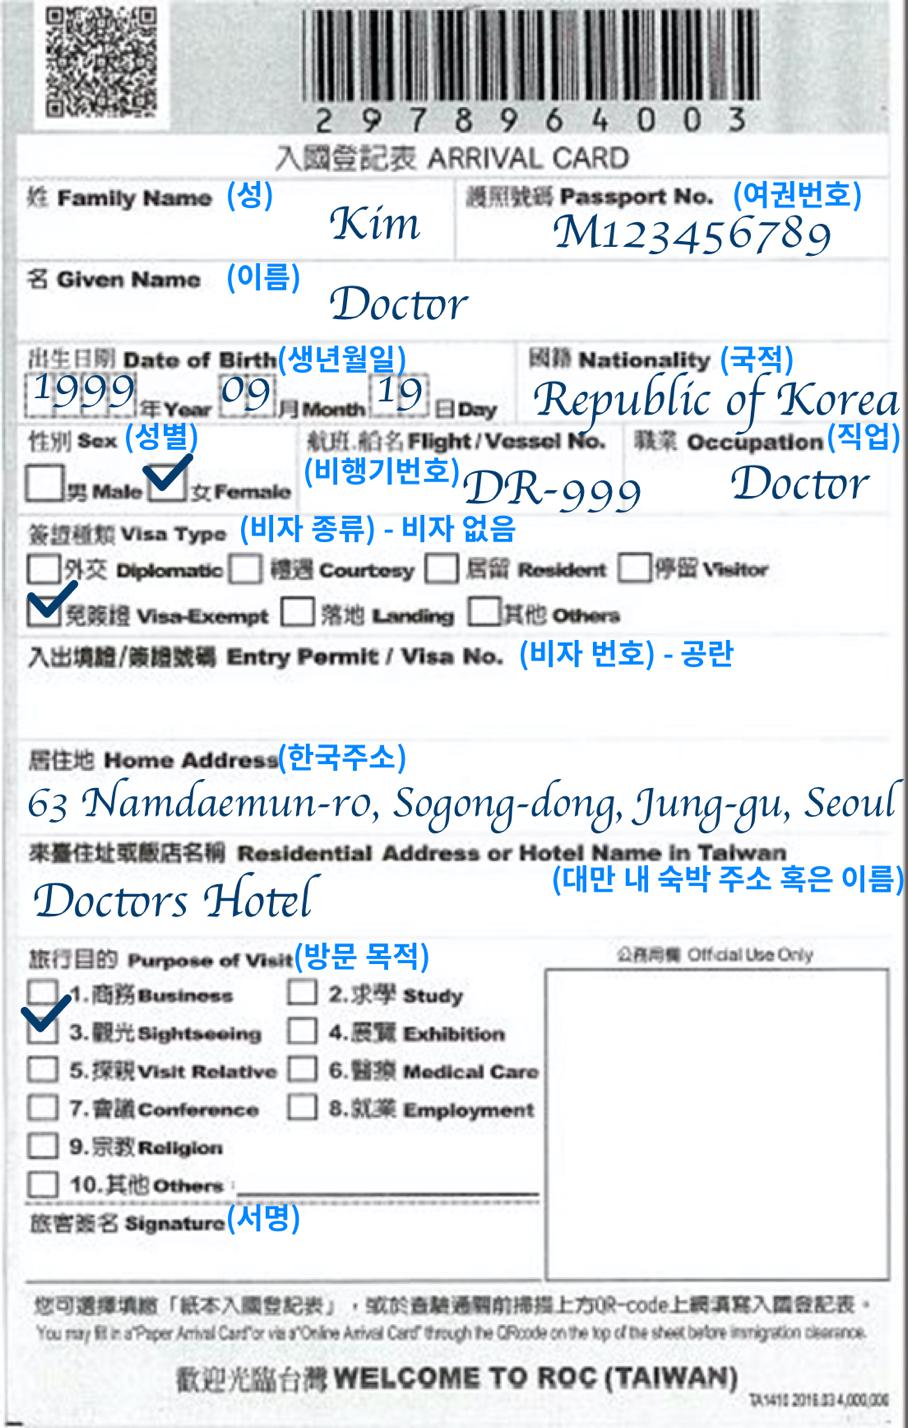 2978964003
入國登記表 ARRIVAL CARD
姓 Family Name (성) Kim
護照號碼 Passport No. (여권번호) M123456789
名 Given Name (이름) Doctor
出生日期 Date of Birth(생년월일)
1999 年Year 09 月Month 19 日Day
國籍 Nationality (국적)
Republic of Korea
性別 Sex (성별)
男 Male 女 Female
航班.船名 Flight/Vessel No.
(비행기번호) DR-999
職業 Occupation (직업)
Doctor
簽證種類 Visa Type (비자 종류) - 비자 없음
外交 Diplomatic 禮遇 Courtesy 居留 Resident 停留 Visitor
免簽證 Visa-Exempt 落地 Landing 其他 Others
入出境證/簽證號碼 Entry Permit / Visa No. (비자 번호) - 공란
居住地 Home Address(한국주소)
63 Namdaemun-ro, Sogong-dong, Jung-gu, Seoul
來臺住址或飯店名稱 Residential Address or Hotel Name in Taiwan
(대만 내 숙박 주소 혹은 이름)
Doctors Hotel
旅行目的 Purpose of Visit(방문 목적)
1.商務 Business 2.求學 Study
3.觀光 Sightseeing 4.展覽 Exhibition
5.探親 Visit Relative 6.醫療 Medical Care
7.會議 Conference 8.就業 Employment
9.宗教 Religion
10.其他 Others :
公務用欄 Official Use Only
旅客簽名 Signature(서명)
您可選擇填繳「紙本入國登記表」，或於查驗通關前掃描上方QR-code上網填寫入國登記表。
You may fill in a"Paper Arrival Card"or via a"Online Arrival Card" through the QRcode on the top of the sheet before immigration clearance.
歡迎光臨台灣 WELCOME TO ROC (TAIWAN)